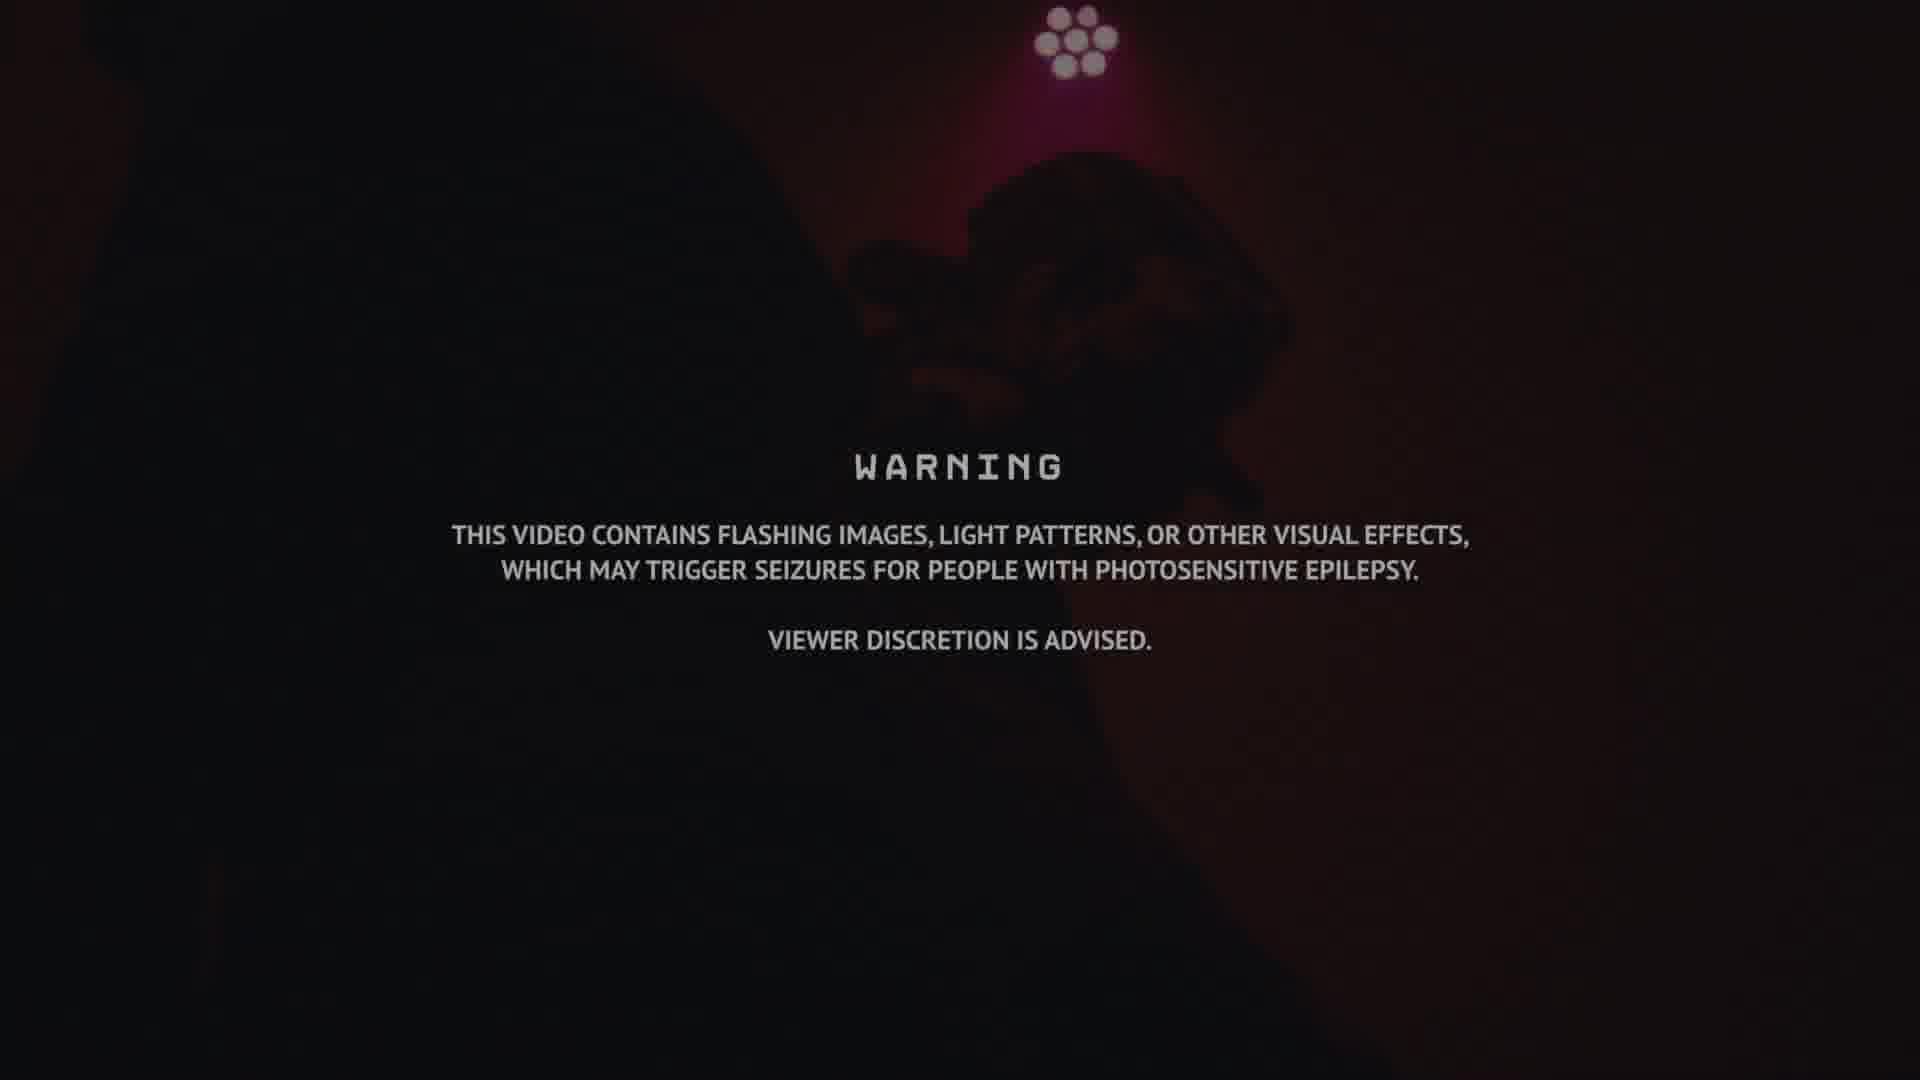 WARNING
THIS VIDEO CONTAINS FLASHING IMAGES, LIGHT PATTERNS, OR OTHER VISUAL EFFECTS,
WHICH MAY TRIGGER SEIZURES FOR PEOPLE WITH PHOTOSENSITIVE EPILEPSY.
VIEWER DISCRETION IS ADVISED.